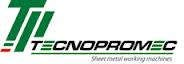 TECNOPROMEC
Sheet metal working machines